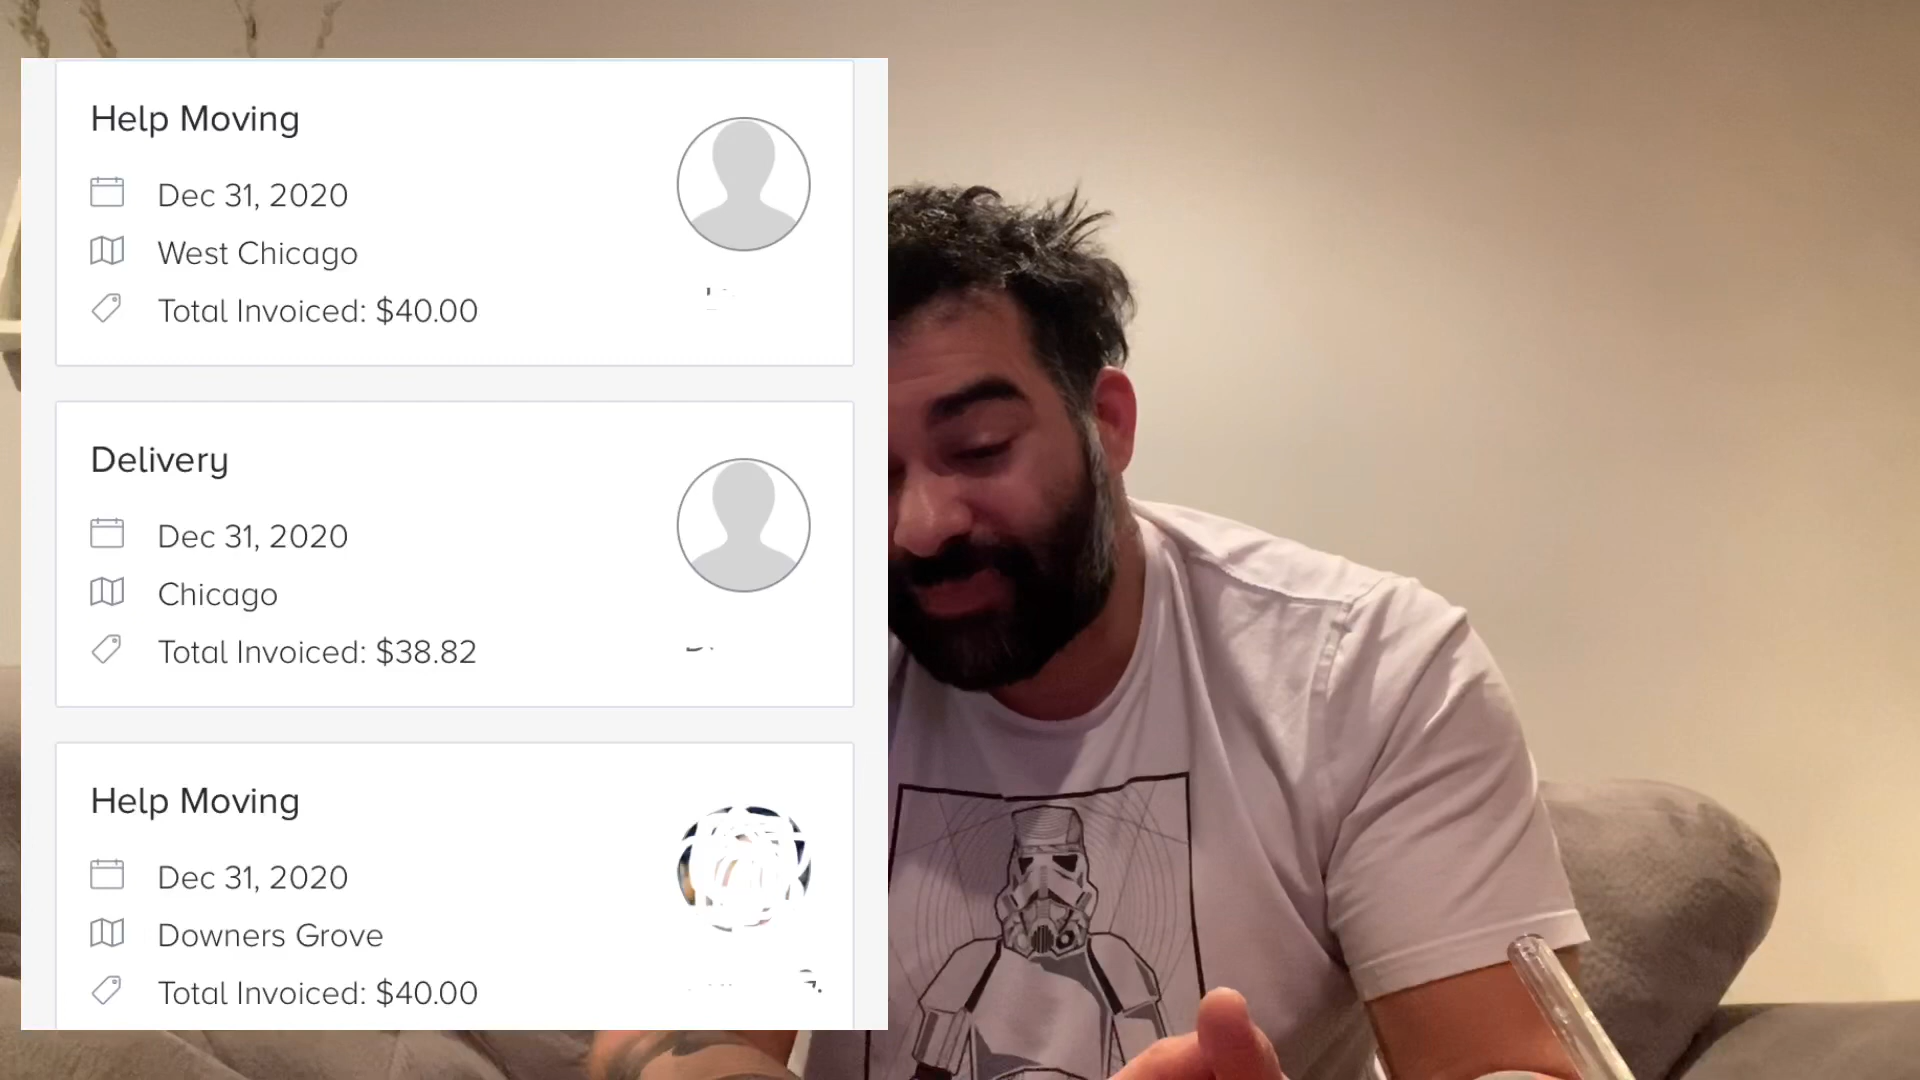 Help Moving
Dec 31, 2020
West Chicago
Total Invoiced: $40.00
Delivery
Dec 31, 2020
Chicago
Total Invoiced: $38.82
Help Moving
Dec 31, 2020
Downers Grove
Total Invoiced: $40.00